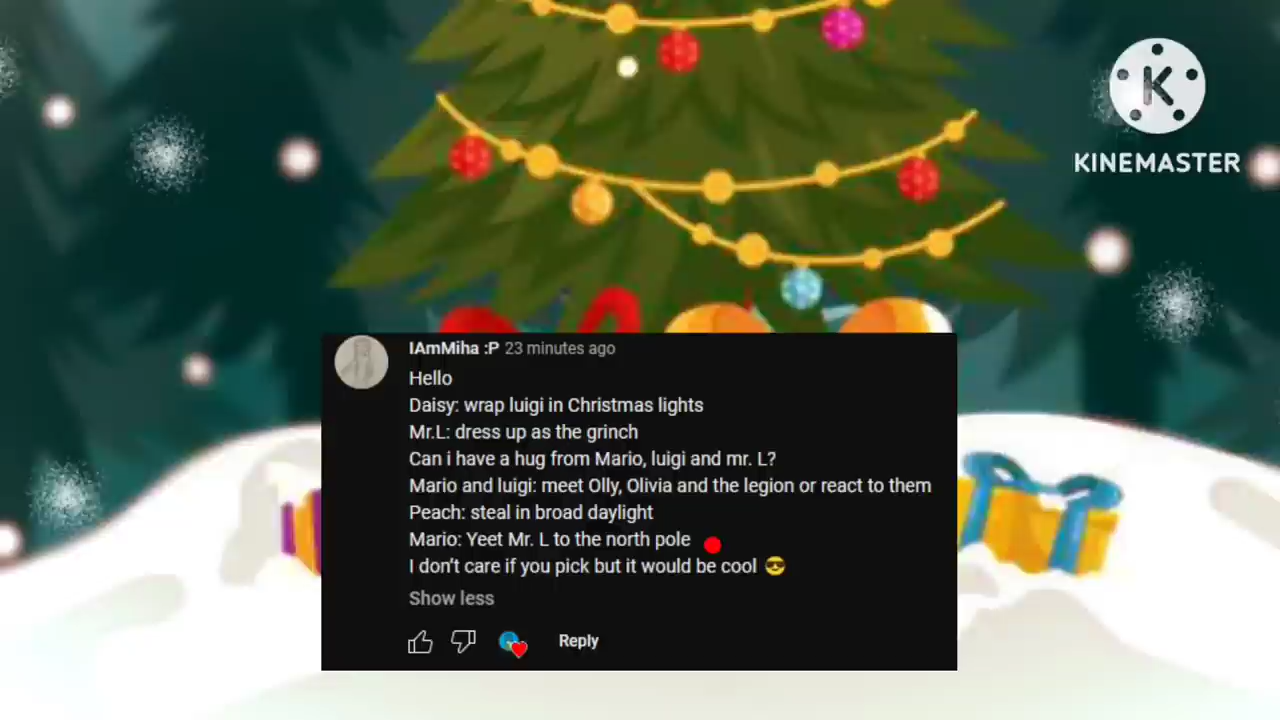 K
KINEMASTER
IAmMiha :P 23 minutes ago
Hello
Daisy: wrap luigi in Christmas lights
Mr.L: dress up as the grinch
Can i have a hug from Mario, luigi and mr. L?
Mario and luigi: meet Olly, Olivia and the legion or react to them
Peach: steal in broad daylight
Mario: Yeet Mr. L to the north pole
I don't care if you pick but it would be cool 😎
Show less
Reply